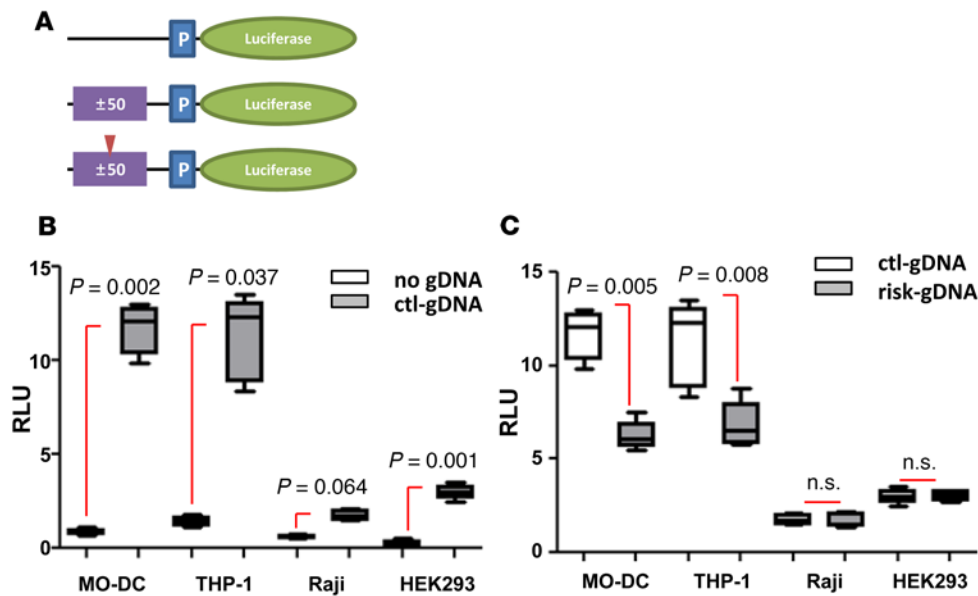 A
P
Luciferase
±50
P
Luciferase
±50
P
Luciferase
B
15
10
5
0
RLU
P = 0.002
P = 0.037
P = 0.064
P = 0.001
no gDNA
ctl-gDNA
MO-DC
THP-1
Raji
HEK293
C
15
10
5
0
RLU
P = 0.005
P = 0.008
n.s.
n.s.
ctl-gDNA
risk-gDNA
MO-DC
THP-1
Raji
HEK293